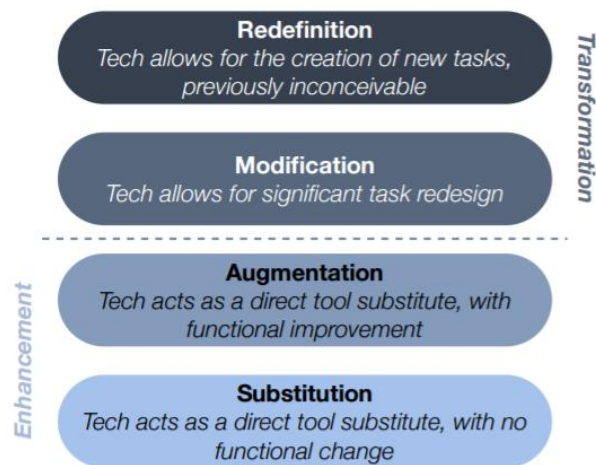 Redefinition
Tech allows for the creation of new tasks,
previously inconceivable
Transformation
Modification
Tech allows for significant task redesign
Augmentation
Tech acts as a direct tool substitute, with
functional improvement
Enhancement
Substitution
Tech acts as a direct tool substitute, with no
functional change